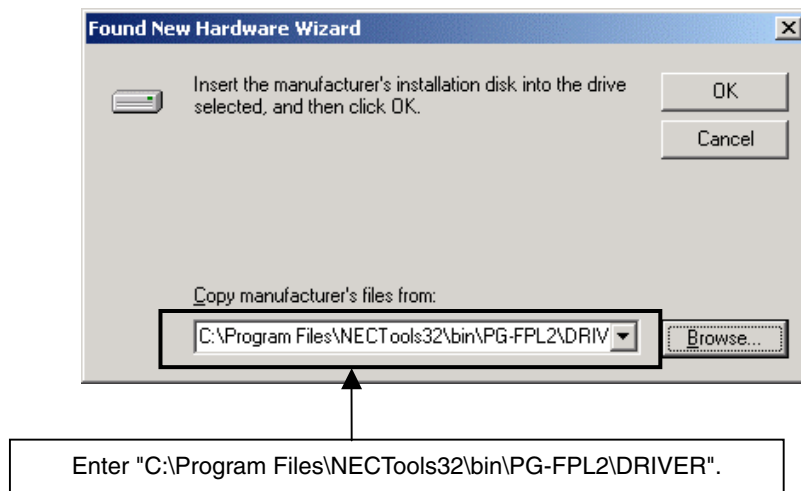 Found New Hardware Wizard
Insert the manufacturer's installation disk into the drive
selected, and then click OK.
OK
Cancel
Copy manufacturer's files from:
C:\Program Files\NECTools32\bin\PG-FPL2\DRIV
Browse...
Enter "C:\Program Files\NECTools32\bin\PG-FPL2\DRIVER".